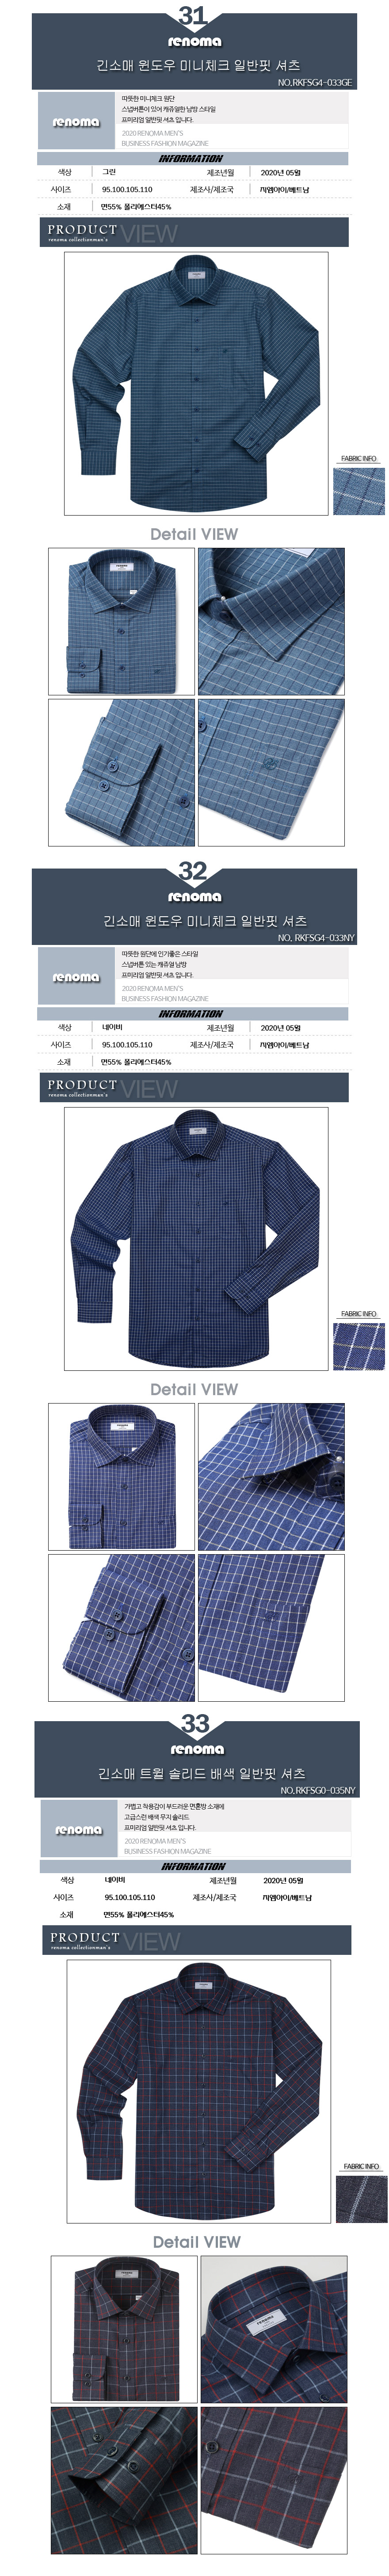 31
renoma
긴소매 윈도우 미니체크 일반핏 셔츠
NO.RKFSG4-033GE
renoma
따뜻한 미니체크 원단
스냅버튼이 있어 캐쥬얼한 남방 스타일
프리미엄 일반핏 셔츠 입니다.
2020 RENOMA MEN'S
BUSINESS FASHION MAGAZINE
INFORMATION
색상 그린 제조년월 2020년 05월
사이즈 95.100.105.110 제조사/제조국 지엠아이/베트남
소재 면55% 폴리에스터45%
PRODUCT VIEW
renoma collectionman's
FABRIC INFO
Detail VIEW
32
renoma
긴소매 윈도우 미니체크 일반핏 셔츠
NO. RKFSG4-033NY
renoma
따뜻한 원단에 인기좋은 스타일
스냅버튼 있는 캐쥬얼 남방
프리미엄 일반핏 셔츠 입니다.
2020 RENOMA MEN'S
BUSINESS FASHION MAGAZINE
INFORMATION
색상 네이비 제조년월 2020년 05월
사이즈 95.100.105.110 제조사/제조국 지엠아이/베트남
소재 면55% 폴리에스터45%
PRODUCT VIEW
renoma collectionman's
FABRIC INFO
Detail VIEW
33
renoma
긴소매 트윌 솔리드 배색 일반핏 셔츠
NO.RKFSG0-035NY
renoma
가볍고 착용감이 부드러운 면혼방 소재에
고급스런 배색 무지 솔리드
프리미엄 일반핏 셔츠 입니다.
2020 RENOMA MEN'S
BUSINESS FASHION MAGAZINE
INFORMATION
색상 네이비 제조년월 2020년 05월
사이즈 95.100.105.110 제조사/제조국 지엠아이/베트남
소재 면55% 폴리에스터45%
PRODUCT VIEW
renoma collectionman's
FABRIC INFO
Detail VIEW
renoma